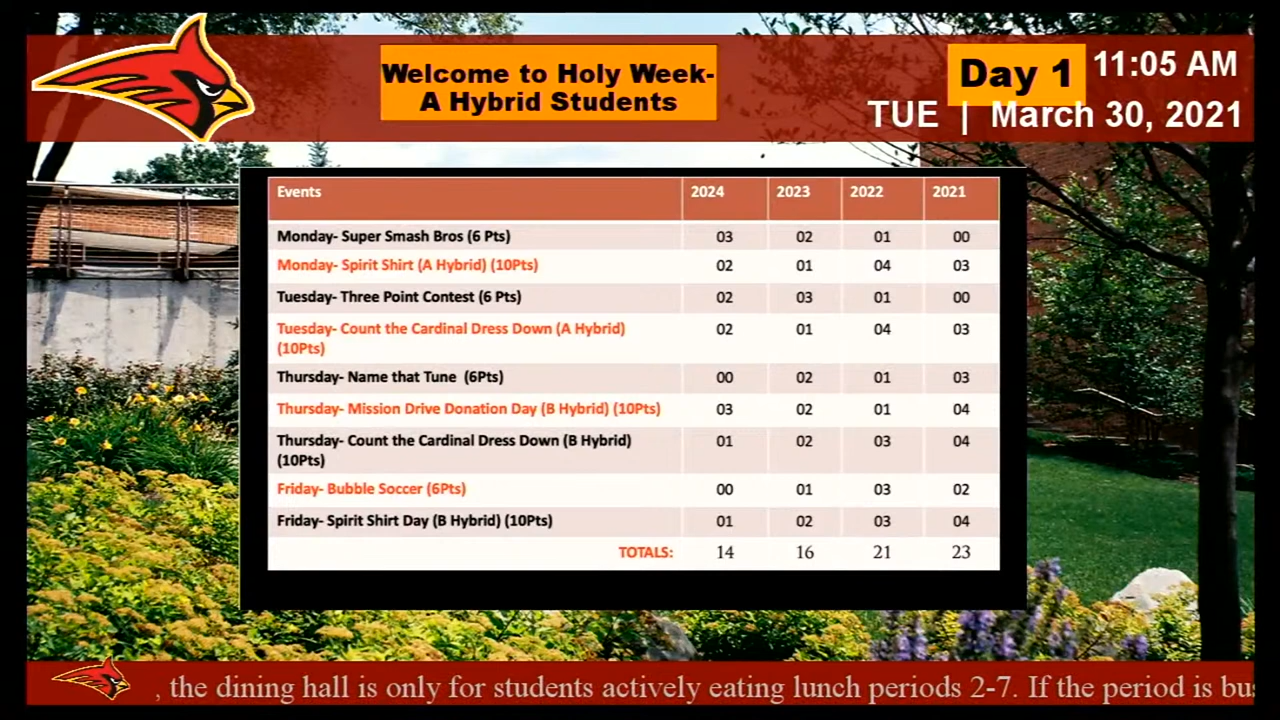 Welcome to Holy Week-
A Hybrid Students
Day 1
11:05 AM
TUE | March 30, 2021
Events 2024 2023 2022 2021
Monday- Super Smash Bros (6 Pts) 03 02 01 00
Monday- Spirit Shirt (A Hybrid) (10Pts) 02 01 04 03
Tuesday- Three Point Contest (6 Pts) 02 03 01 00
Tuesday- Count the Cardinal Dress Down (A Hybrid) 02 01 04 03
(10Pts)
Thursday- Name that Tune (6Pts) 00 02 01 03
Thursday- Mission Drive Donation Day (B Hybrid) (10Pts) 03 02 01 04
Thursday- Count the Cardinal Dress Down (B Hybrid) 01 02 03 04
(10Pts)
Friday- Bubble Soccer (6Pts) 00 01 03 02
Friday- Spirit Shirt Day (B Hybrid) (10Pts) 01 02 03 04
TOTALS: 14 16 21 23
, the dining hall is only for students actively eating lunch periods 2-7. If the period is